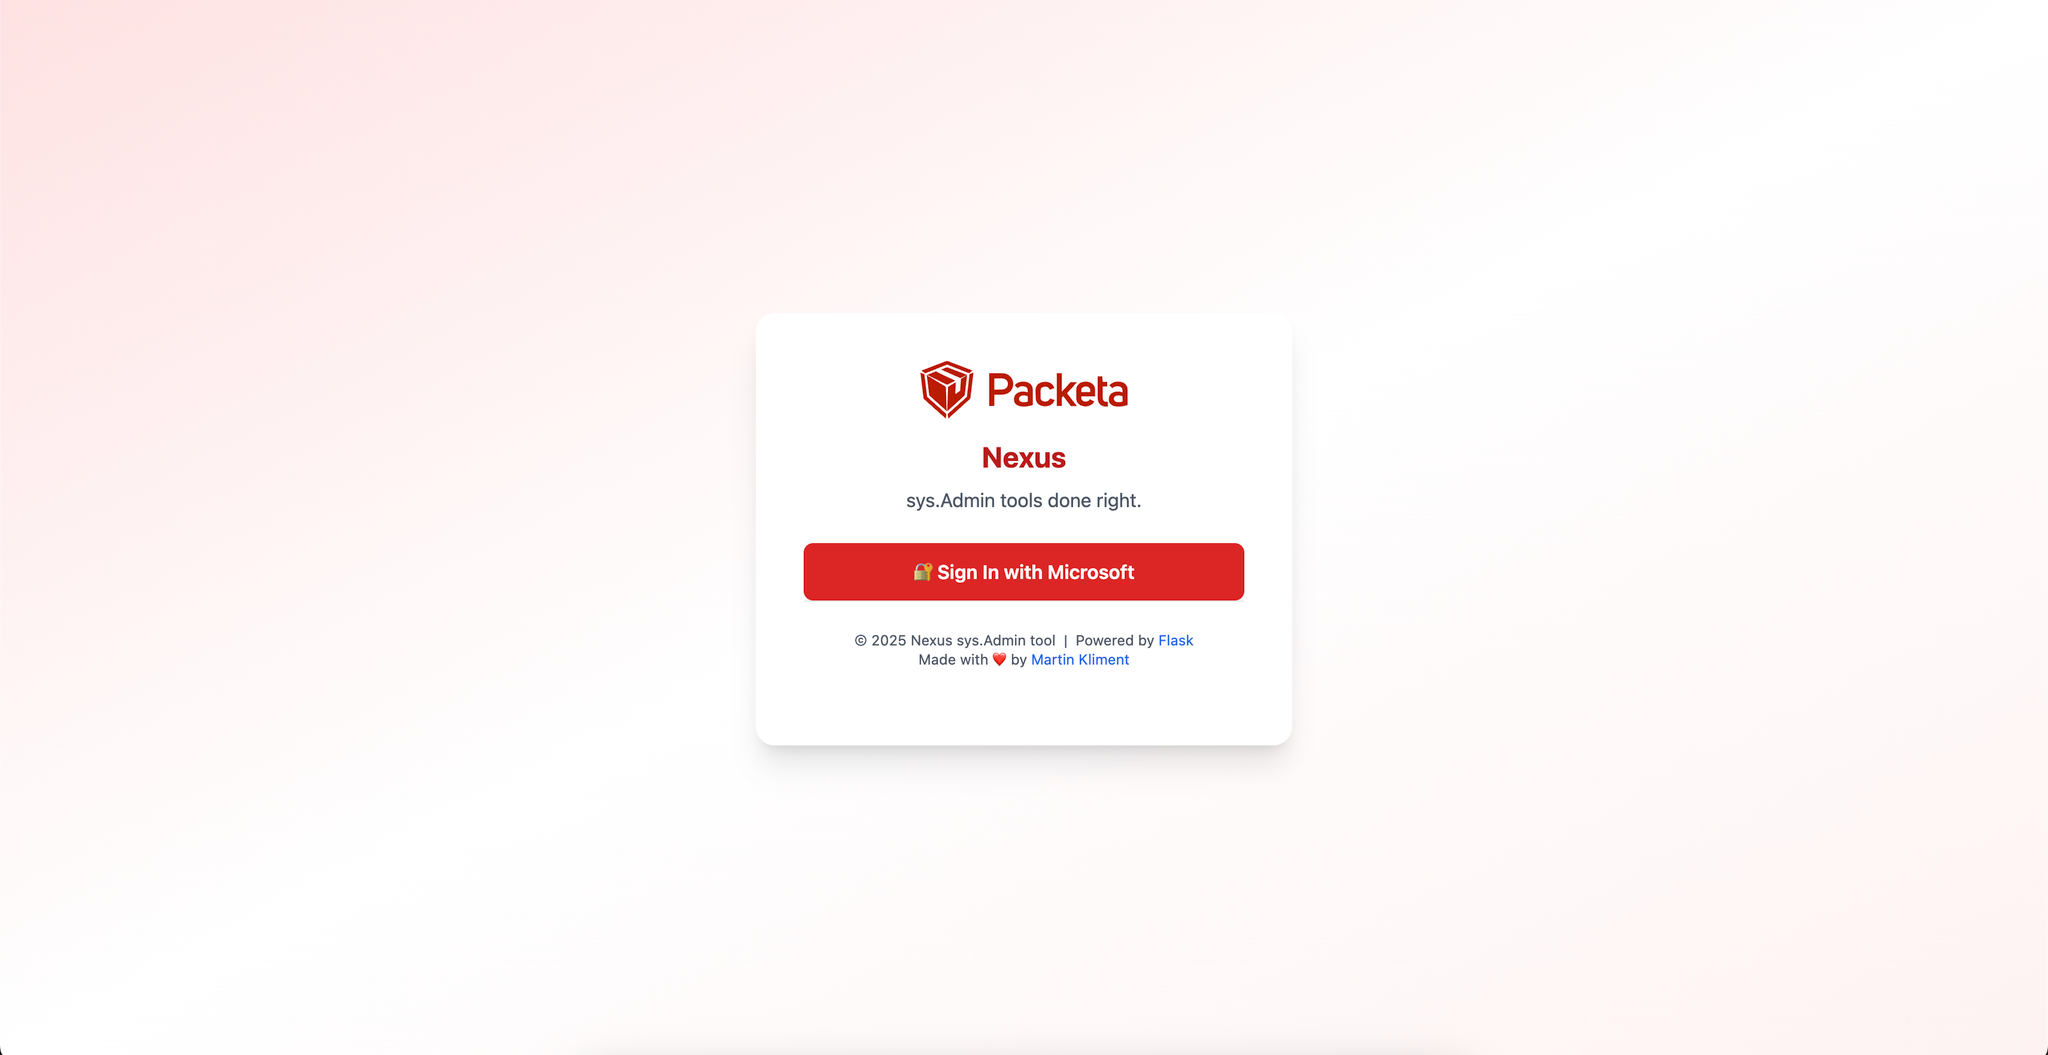 Packeta
Nexus
sys.Admin tools done right.
🔐 Sign In with Microsoft
© 2025 Nexus sys.Admin tool | Powered by Flask
Made with ❤️ by Martin Kliment